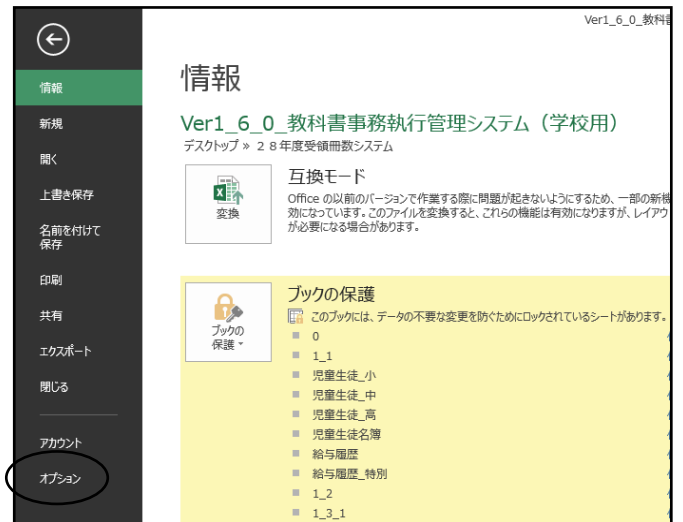 Ver1_6_0_教科
情報
情報
新規
開く
上書き保存
名前を付けて
保存
印刷
共有
エクスポート
閉じる
アカウント
オプション
Ver1_6_0_教科書事務執行管理システム（学校用）
デスクトップ » ２８年度受領冊数システム
変換
互換モード
Office の以前のバージョンで作業する際に問題が起きないようにするため、一部の新機
効になっています。このファイルを変換すると、これらの機能は有効になりますが、レイアウ
が必要になる場合があります。
ブックの
保護
ブックの保護
このブックには、データの不要な変更を防ぐためにロックされているシートがあります。
0
1_1
児童生徒_小
児童生徒_中
児童生徒_高
児童生徒名簿
給与履歴
給与履歴_特別
1_2
1_3_1